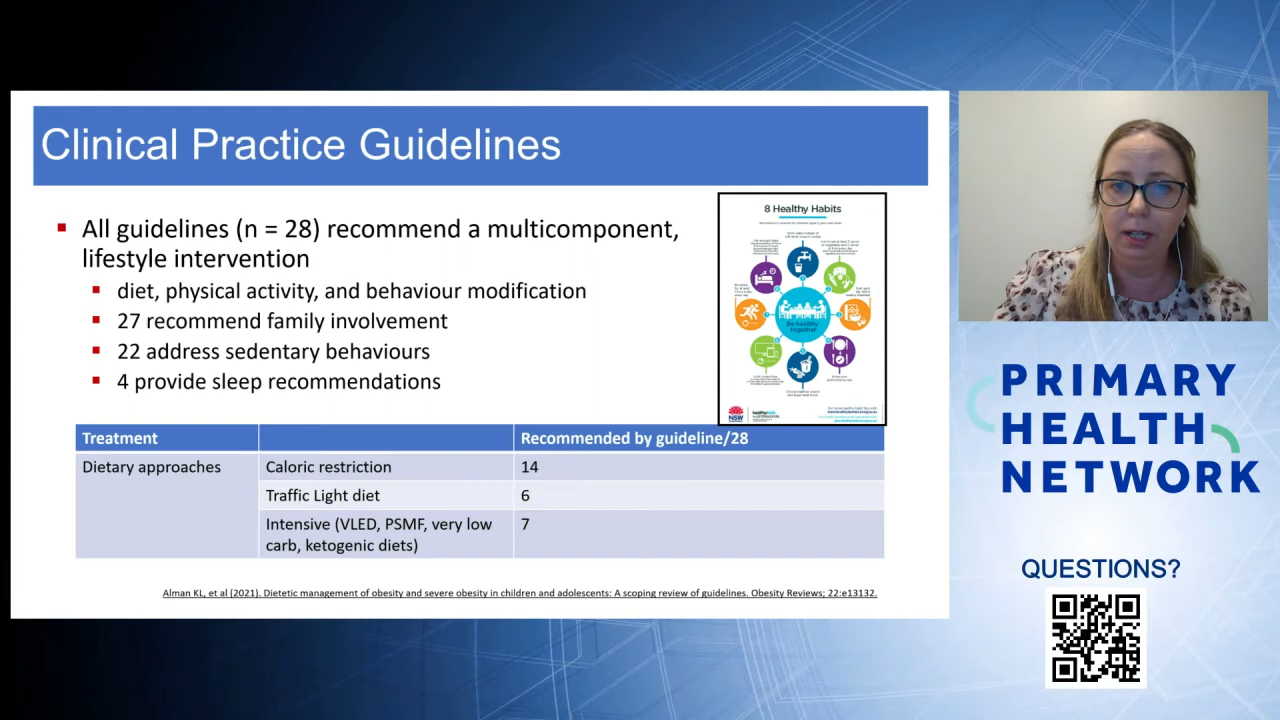 Clinical Practice Guidelines
All guidelines (n = 28) recommend a multicomponent,
lifestyle intervention
diet, physical activity, and behaviour modification
27 recommend family involvement
22 address sedentary behaviours
4 provide sleep recommendations
8 Healthy Habits
Be healthy
together
NSW
Treatment
Recommended by guideline/28
Dietary approaches
Caloric restriction
14
Traffic Light diet
6
Intensive (VLED, PSMF, very low
carb, ketogenic diets)
7
Alman KL, et al (2021). Dietetic management of obesity and severe obesity in children and adolescents: A scoping review of guidelines. Obesity Reviews; 22:e13132.
PRIMARY
HEALTH
NETWORK
QUESTIONS?